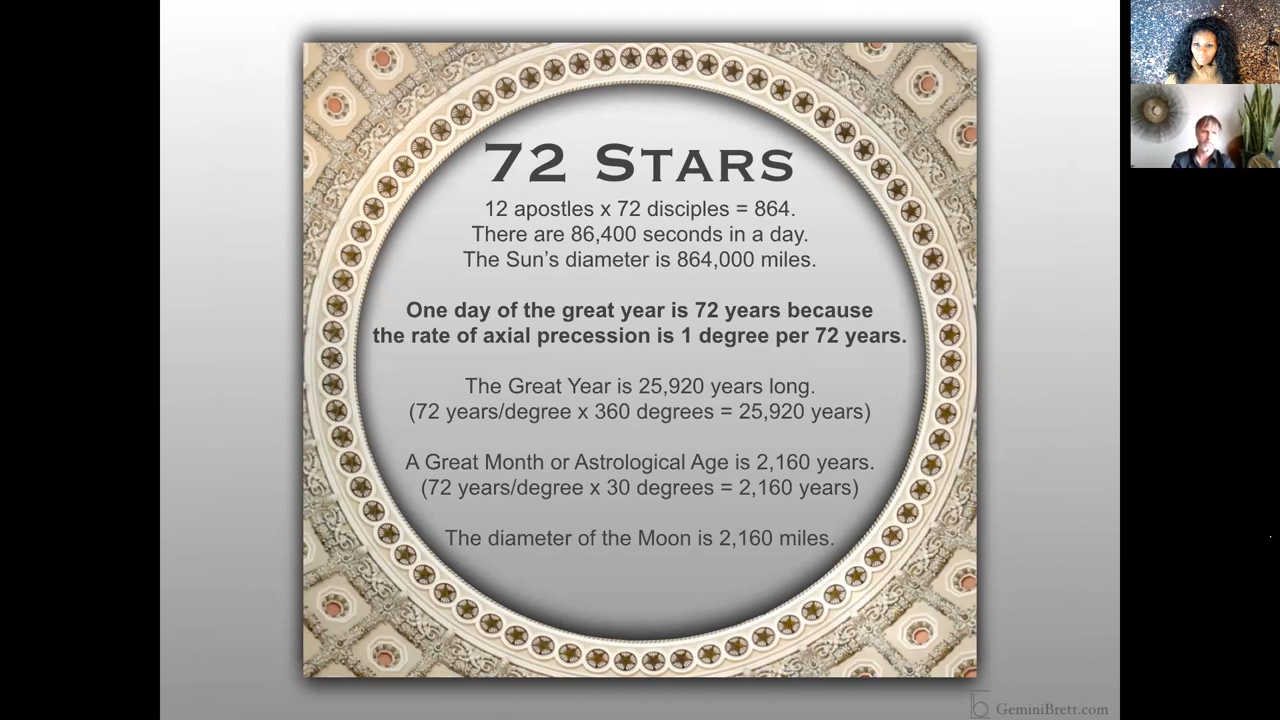 72 STARS
12 apostles x 72 disciples = 864.
There are 86,400 seconds in a day.
The Sun’s diameter is 864,000 miles.
One day of the great year is 72 years because
the rate of axial precession is 1 degree per 72 years.
The Great Year is 25,920 years long.
(72 years/degree x 360 degrees = 25,920 years)
A Great Month or Astrological Age is 2,160 years.
(72 years/degree x 30 degrees = 2,160 years)
The diameter of the Moon is 2,160 miles.
GeminiBrett.com